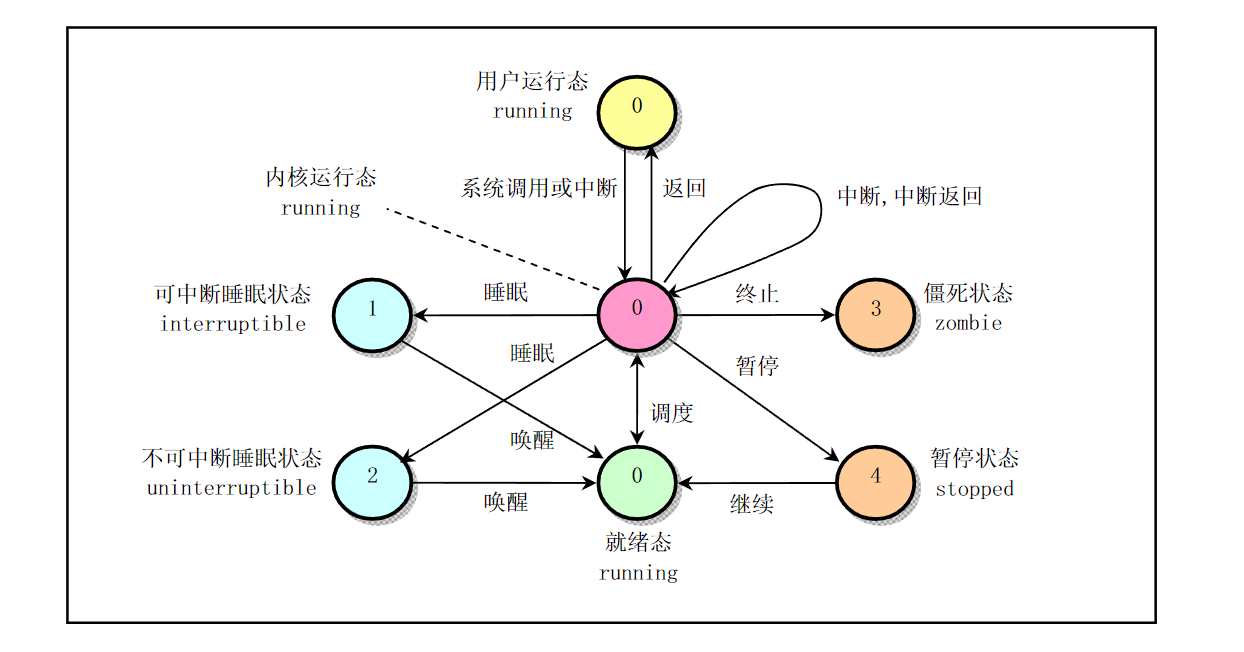 用户运行态
running
0
内核运行态
running
系统调用或中断
返回
中断,中断返回
可中断睡眠状态
interruptible
1
睡眠
0
终止
3
僵死状态
zombie
睡眠
暂停
调度
唤醒
不可中断睡眠状态
uninterruptible
2
唤醒
0
继续
4
暂停状态
stopped
就绪态
running